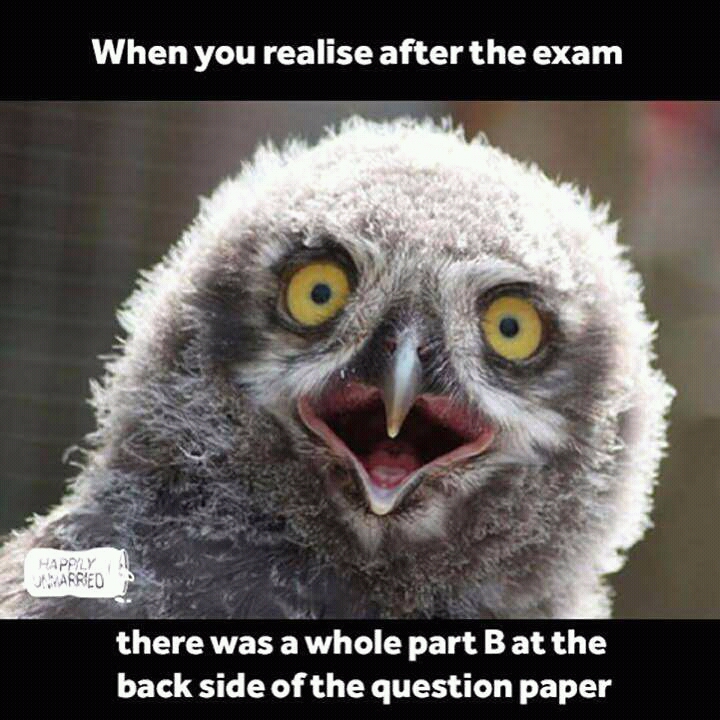 When you realise after the exam
HAPPILY
UNMARRIED
there was a whole part B at the
back side of the question paper